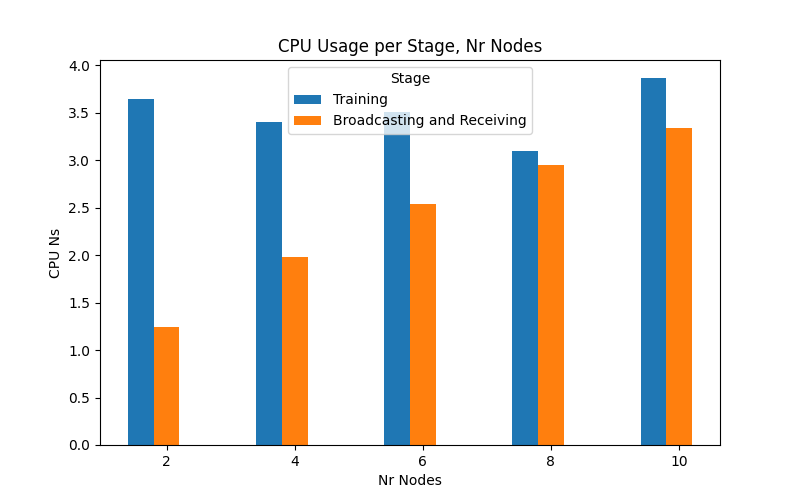 CPU Usage per Stage, Nr Nodes
Stage
Training
Broadcasting and Receiving
4.0
3.5
3.0
2.5
2.0
1.5
1.0
0.5
0.0
CPU Ns
2 4 6 8 10
Nr Nodes